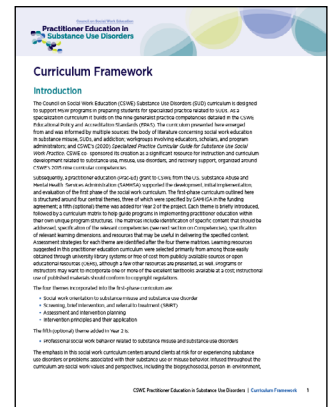 Council on Social Work Education
Practitioner Education in
Substance Use Disorders
Curriculum Framework
Introduction
The Council on Social Work Education (CSWE) Substance Use Disorders (SUD) curriculum is designed
to support MSW programs in preparing students for specialized practice related to SUDs. As a
specialization curriculum it builds on the nine generalist practice competencies detailed in the CSWE
Educational Policy and Accreditation Standards (EPAS). The curriculum presented here emerged
from and was informed by multiple sources: the body of literature concerning social work education
in substance misuse, SUDs, and addiction; workgroups involving educators, scholars, and program
administrators; and CSWE's (2020) Specialized Practice Curricular Guide for Substance Use Social
Work Practice. CSWE co-sponsored its creation as a significant resource for instruction and curriculum
development related to substance use, misuse, use disorders, and recovery support, organized around
CSWE's 2015 nine curricular competencies.
Subsequently, a practitioner education (Prac-Ed) grant to CSWE from the U.S. Substance Abuse and
Mental Health Services Administration (SAMHSA) supported the development, initial implementation,
and evaluation of the first phase of the social work curriculum. The first-phase curriculum outlined here
is structured around four central themes, three of which were specified by SAMHSA in the funding
agreement; a fifth (optional) theme was added for Year 2 of the project. Each theme is briefly introduced,
followed by a curriculum matrix to help guide programs in implementing practitioner education within
their own unique program structures. The matrices include identification of specific content that should be
addressed, specification of the relevant competencies (see next section on Competencies), specification
of relevant learning dimensions, and resources that may be useful in delivering the specified content.
Assessment strategies for each theme are identified after the four theme matrices. Learning resources
suggested in this practitioner education curriculum were selected primarily from among those easily
obtained through university library systems or free of cost from publicly available sources or open
educational resources (OERs), although a few other resources are presented, as well. Programs or
instructors may want to incorporate one or more of the excellent textbooks available at a cost; instructional
use of published materials should conform to copyright regulations.
The four themes incorporated into the first-phase curriculum are
• Social work orientation to substance misuse and substance use disorder
• Screening, brief intervention, and referral to treatment (SBIRT)
• Assessment and intervention planning
• Intervention principles and their application
The fifth (optional) theme added in Year 2 is
• Professional social work behavior related to substance misuse and substance use disorders
The emphasis in this social work curriculum centers around clients at risk for or experiencing substance
use disorders or problems associated with their substance use or misuse behavior. Infused throughout the
curriculum are social work values and perspectives, including the biopsychosocial, person in environment,
CSWE Practitioner Education in Substance Use Disorders | Curriculum Framework 1